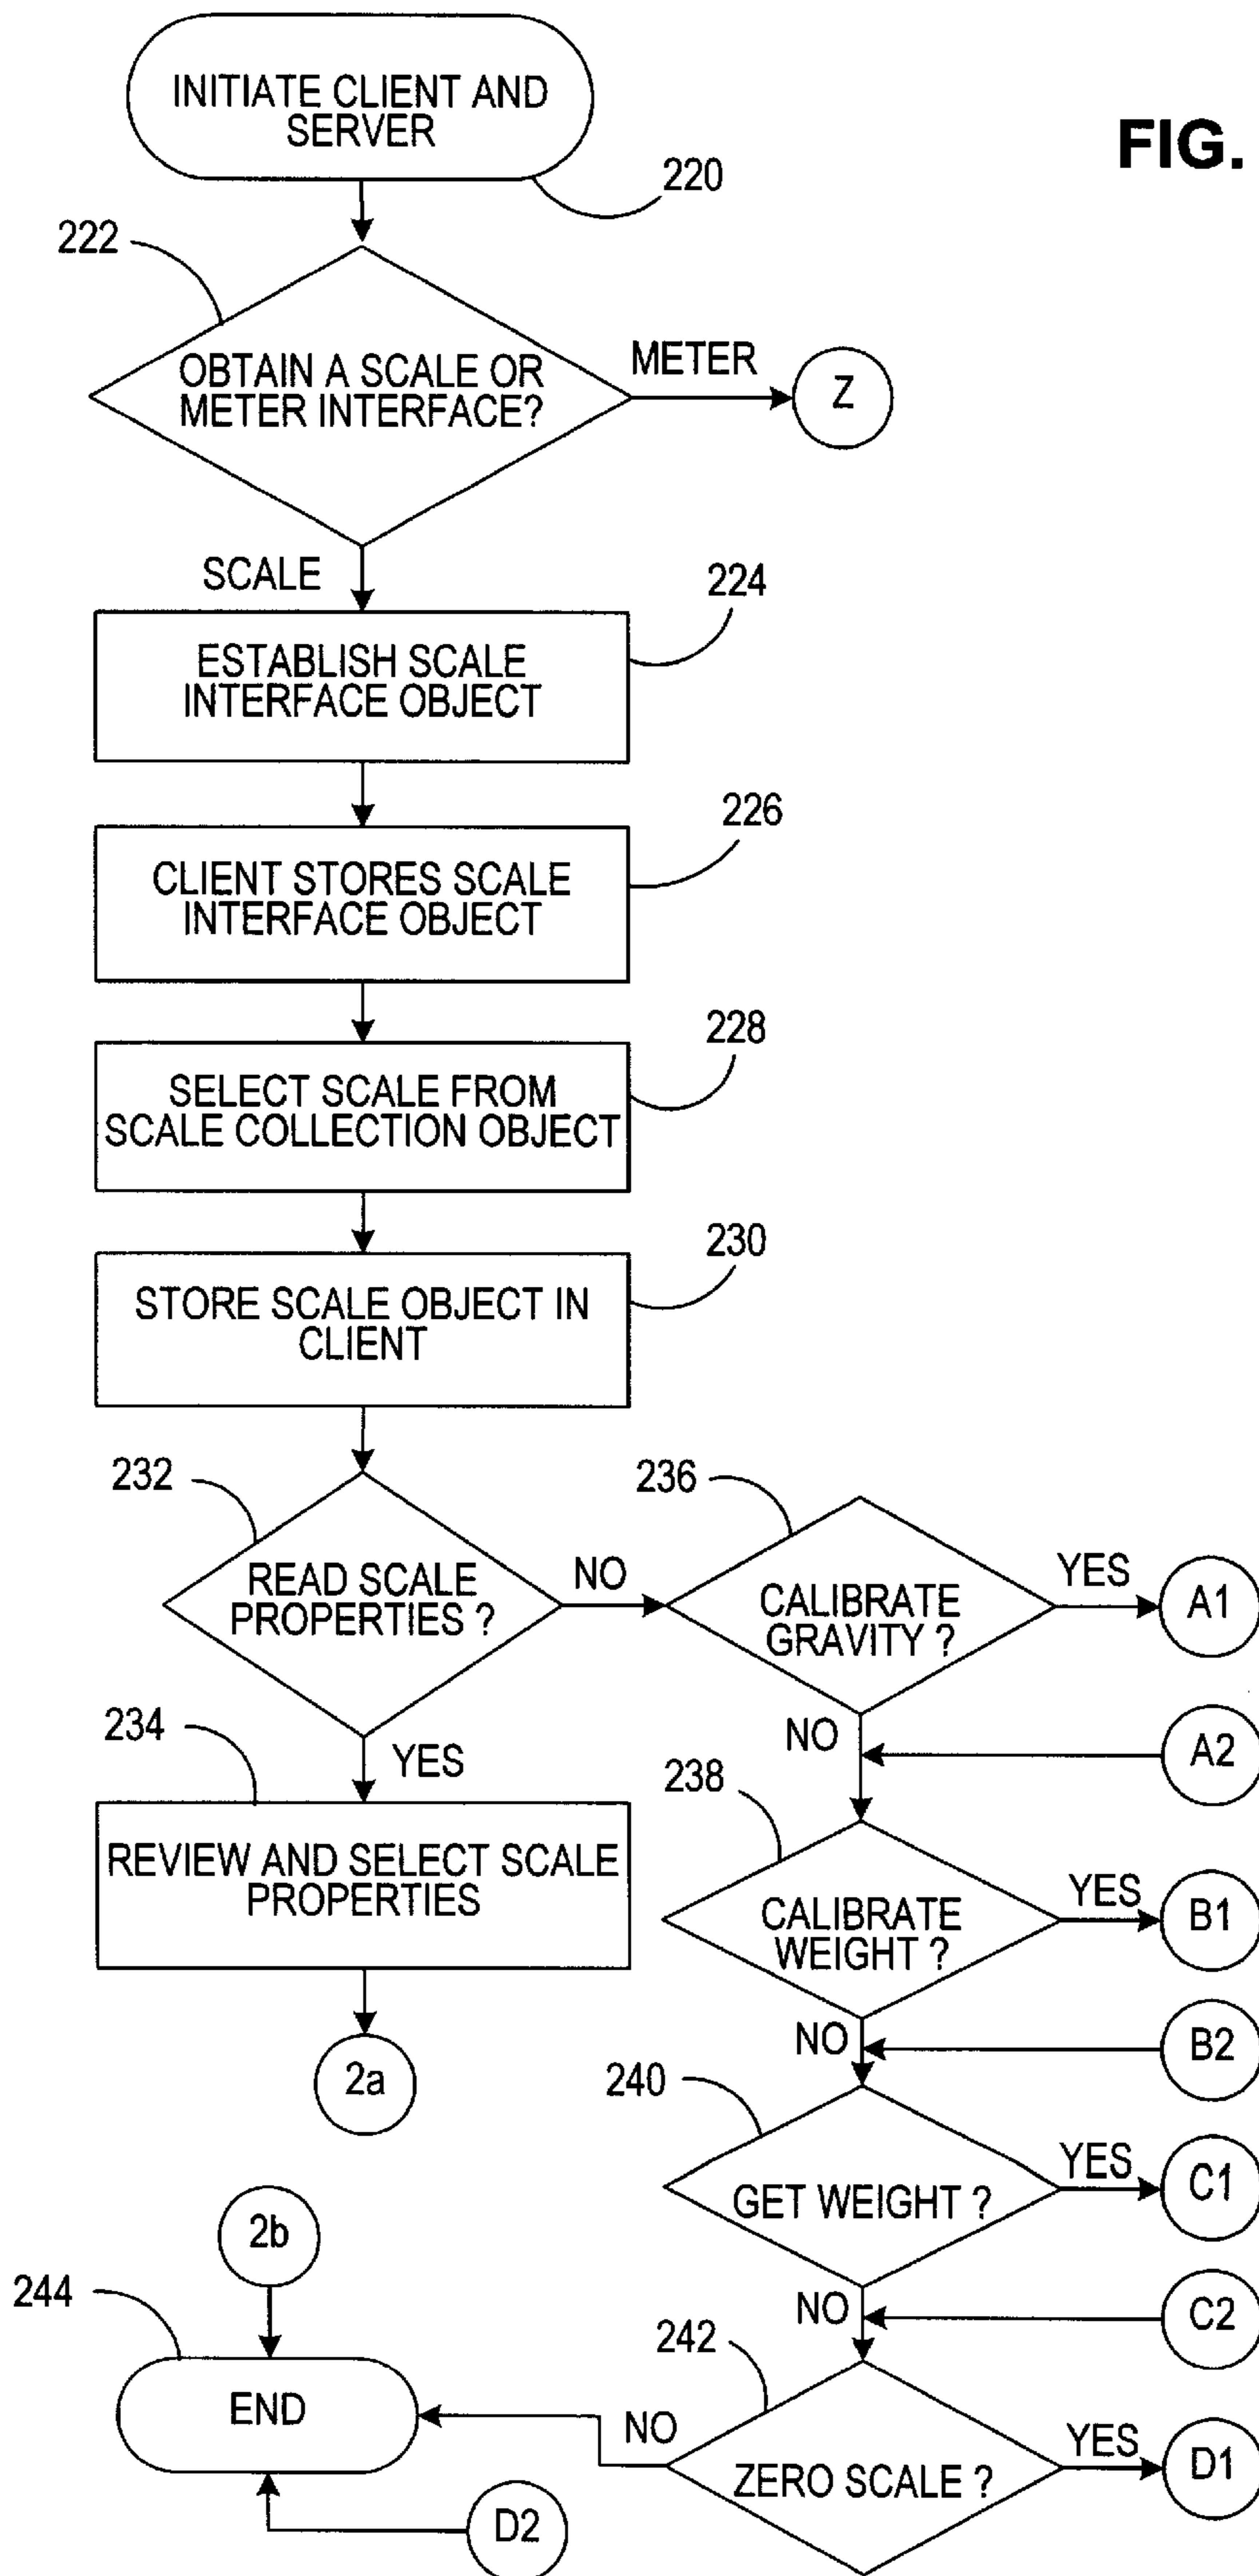 INITIATE CLIENT AND
SERVER
FIG.
220
222
OBTAIN A SCALE OR
METER INTERFACE?
METER
Z
SCALE
224
ESTABLISH SCALE
INTERFACE OBJECT
226
CLIENT STORES SCALE
INTERFACE OBJECT
228
SELECT SCALE FROM
SCALE COLLECTION OBJECT
230
STORE SCALE OBJECT IN
CLIENT
232
READ SCALE
PROPERTIES ?
NO
236
CALIBRATE
GRAVITY ?
YES
A1
NO
A2
234
YES
REVIEW AND SELECT SCALE
PROPERTIES
2a
238
CALIBRATE
WEIGHT ?
YES
B1
NO
B2
240
GET WEIGHT ?
YES
C1
NO
C2
2b
244
END
242
NO
ZERO SCALE ?
YES
D1
D2